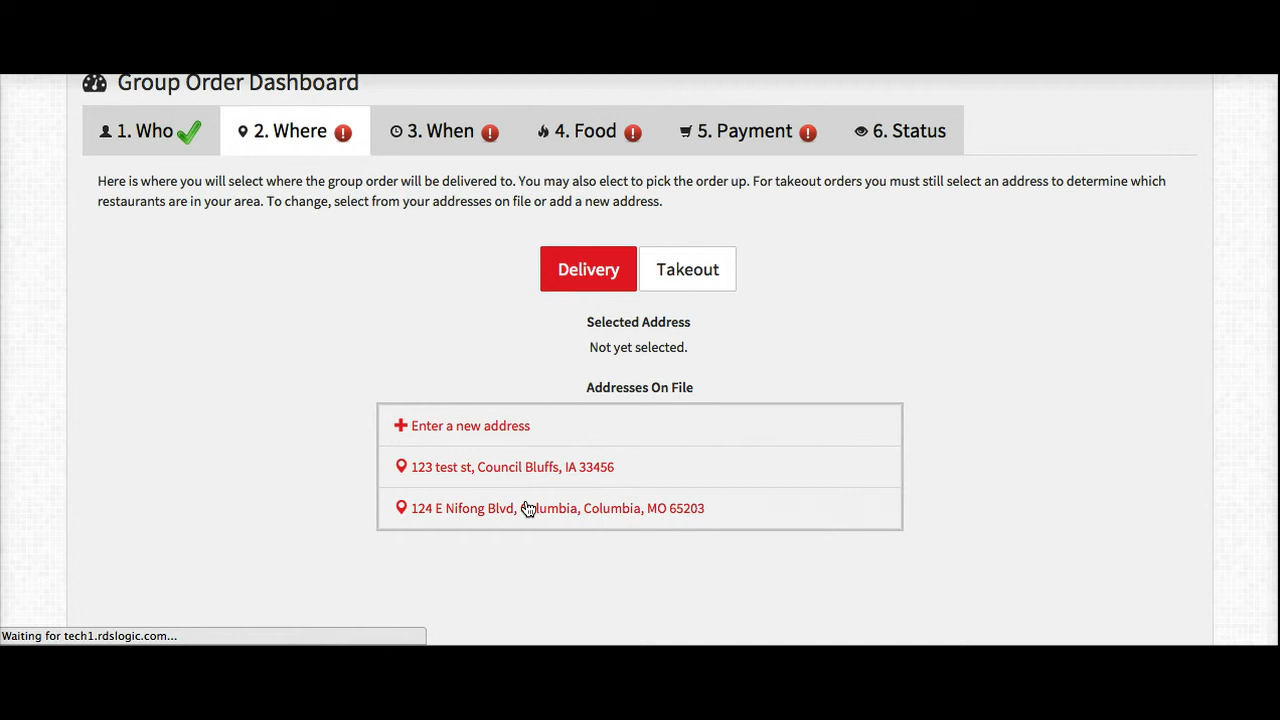 Group Order Dashboard
1. Who 2. Where 3. When 4. Food 5. Payment 6. Status
Here is where you will select where the group order will be delivered to. You may also elect to pick the order up. For takeout orders you must still select an address to determine which
restaurants are in your area. To change, select from your addresses on file or add a new address.
Delivery Takeout
Selected Address
Not yet selected.
Addresses On File
Enter a new address
123 test st, Council Bluffs, IA 33456
124 E Nifong Blvd, Columbia, Columbia, MO 65203
Waiting for tech1.rdslogic.com...